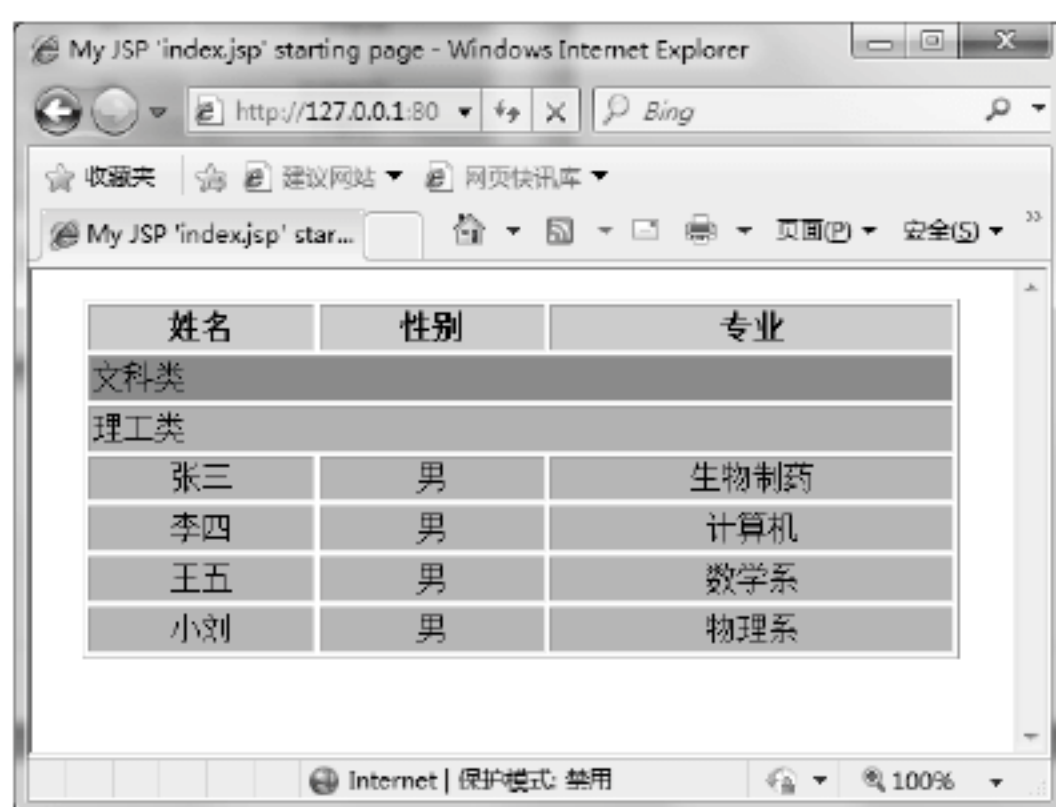 My JSP 'index.jsp' starting page - Windows Internet Explorer
http://127.0.0.1:80 Bing
收藏夹 建议网站 网页快讯库
My JSP 'index.jsp' star... 页面(P) 安全(S) »
姓名 性别 专业
文科类
理工类
张三 男 生物制药
李四 男 计算机
王五 男 数学系
小刘 男 物理系
Internet | 保护模式: 禁用 100%